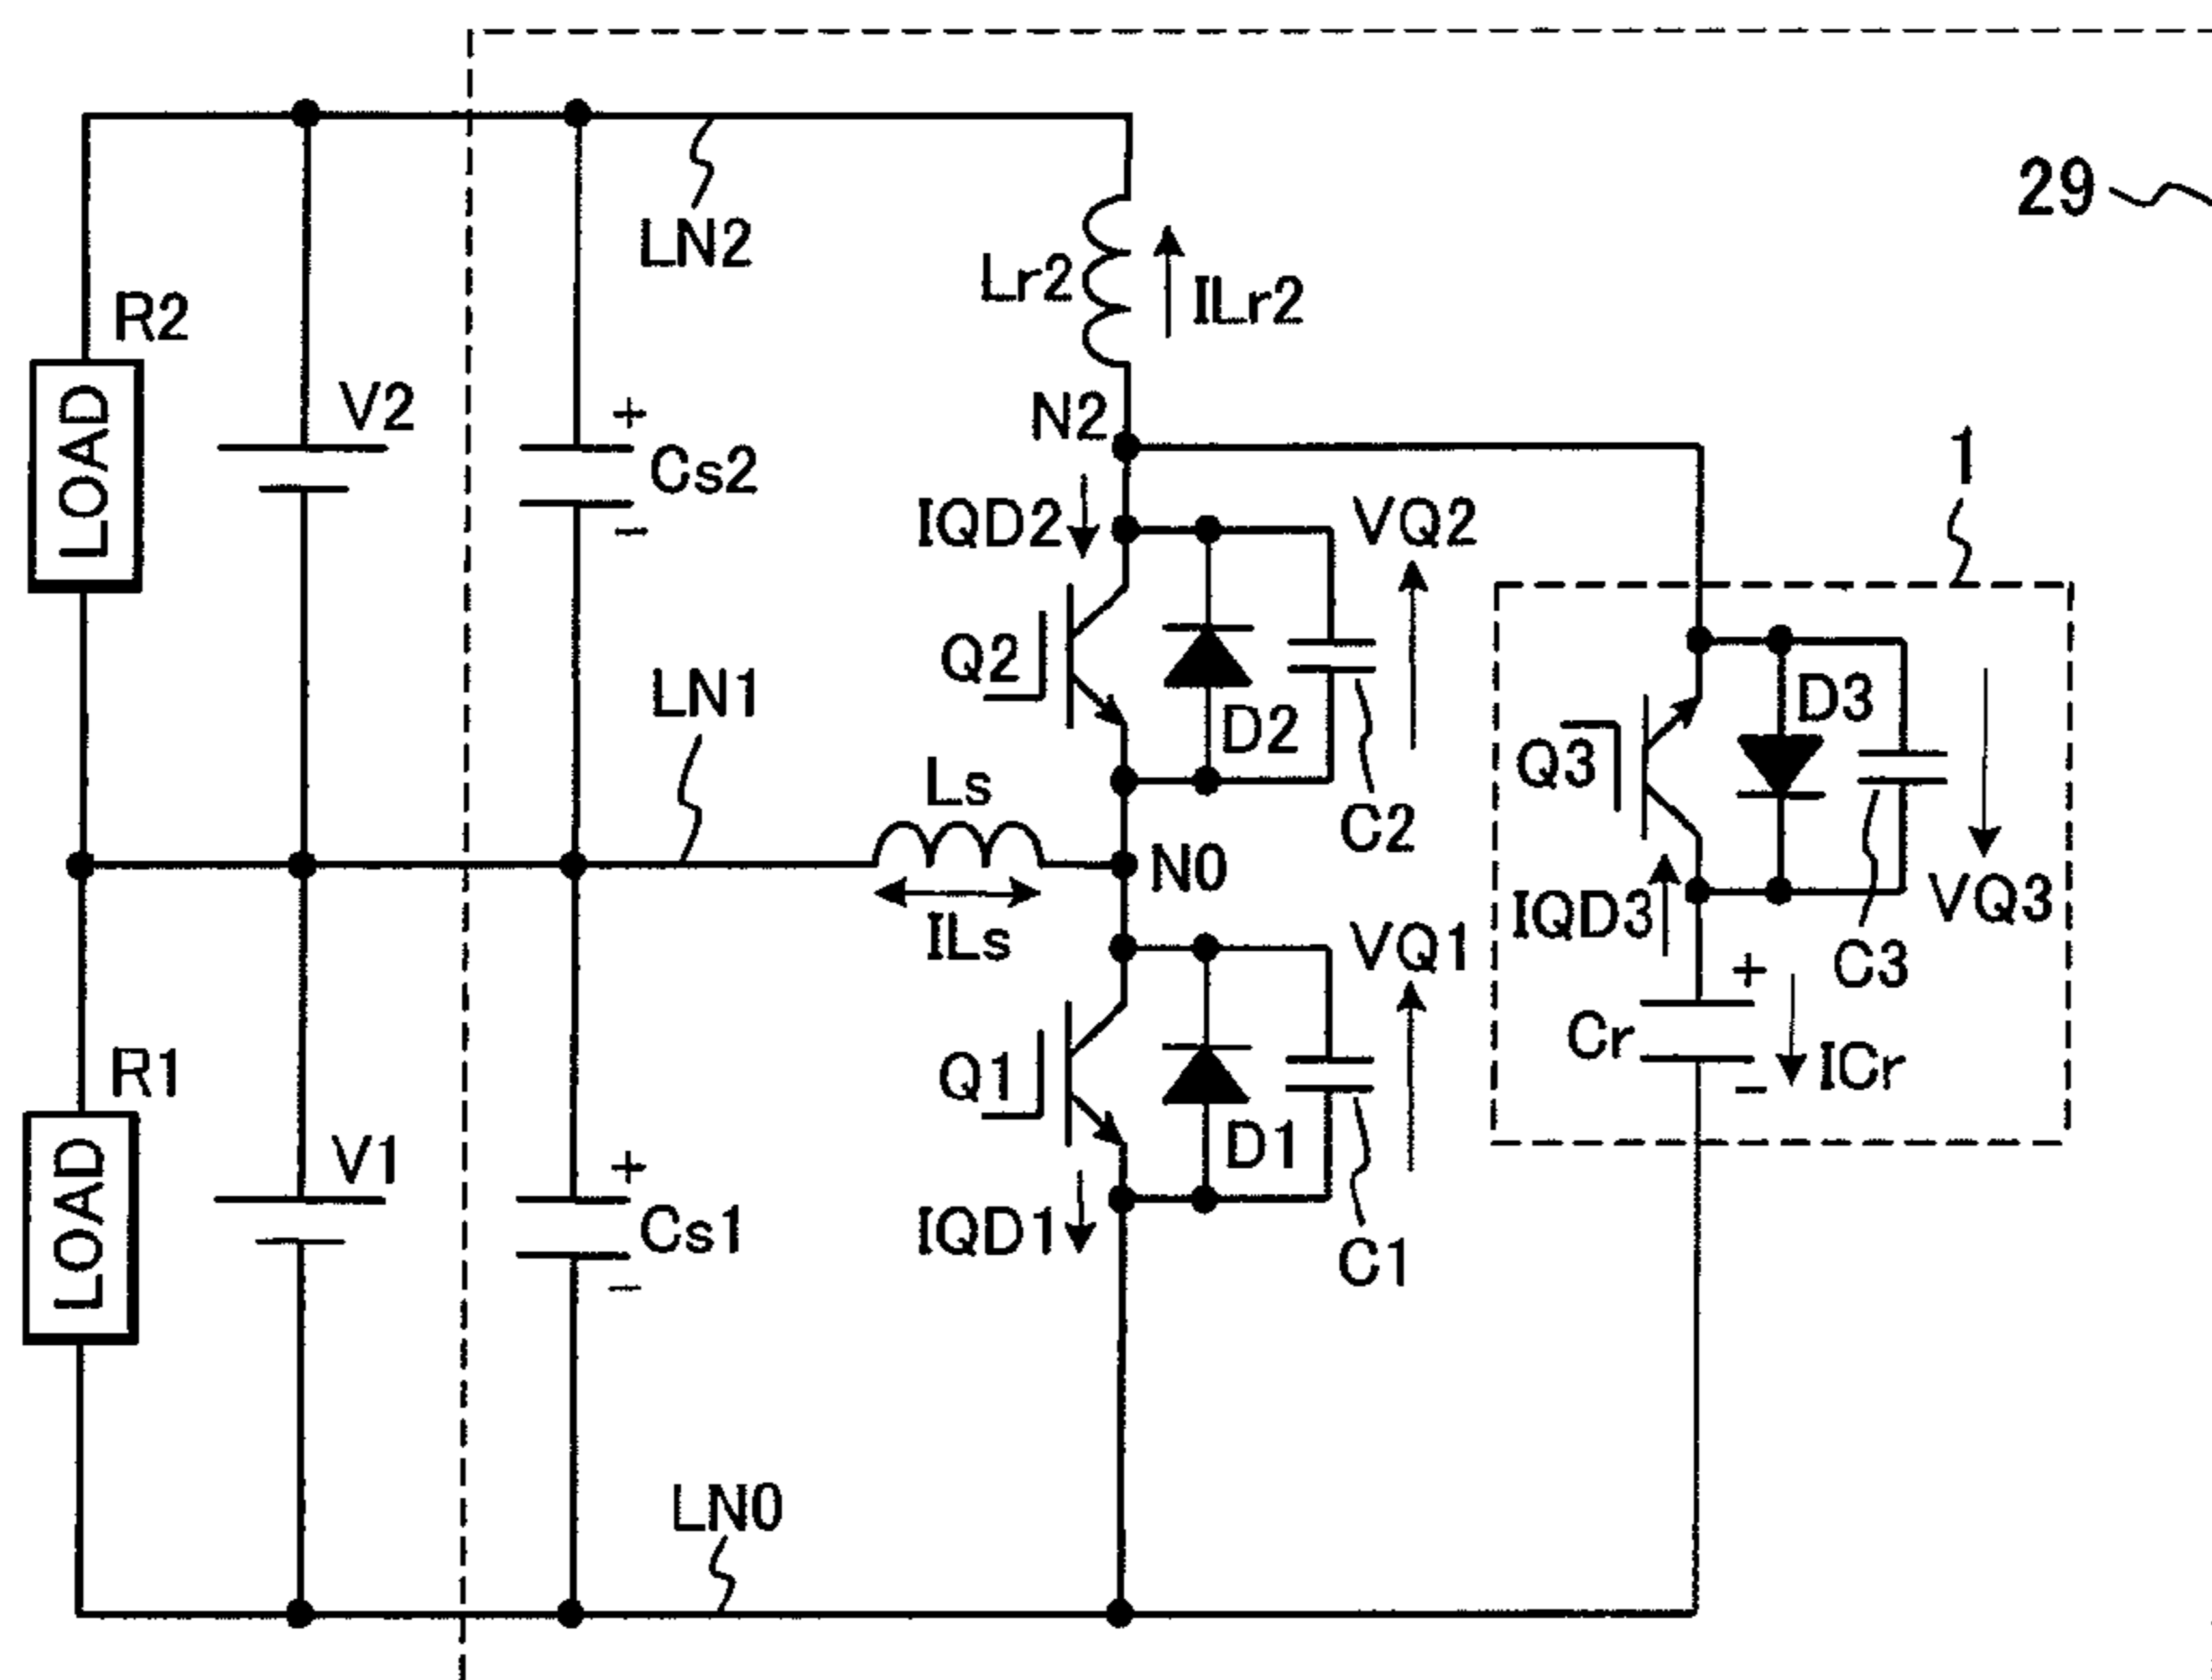 29
LN2
Lr2
ILr2
R2
LOAD
V2
+
Cs2
−
N2
1
IQD2
VQ2
Q2
D2
C2
LN1
Ls
N0
ILs
Q3
D3
C3
VQ3
IQD3
+
Cr
−
ICr
R1
LOAD
V1
+
Cs1
−
VQ1
Q1
D1
C1
IQD1
LN0